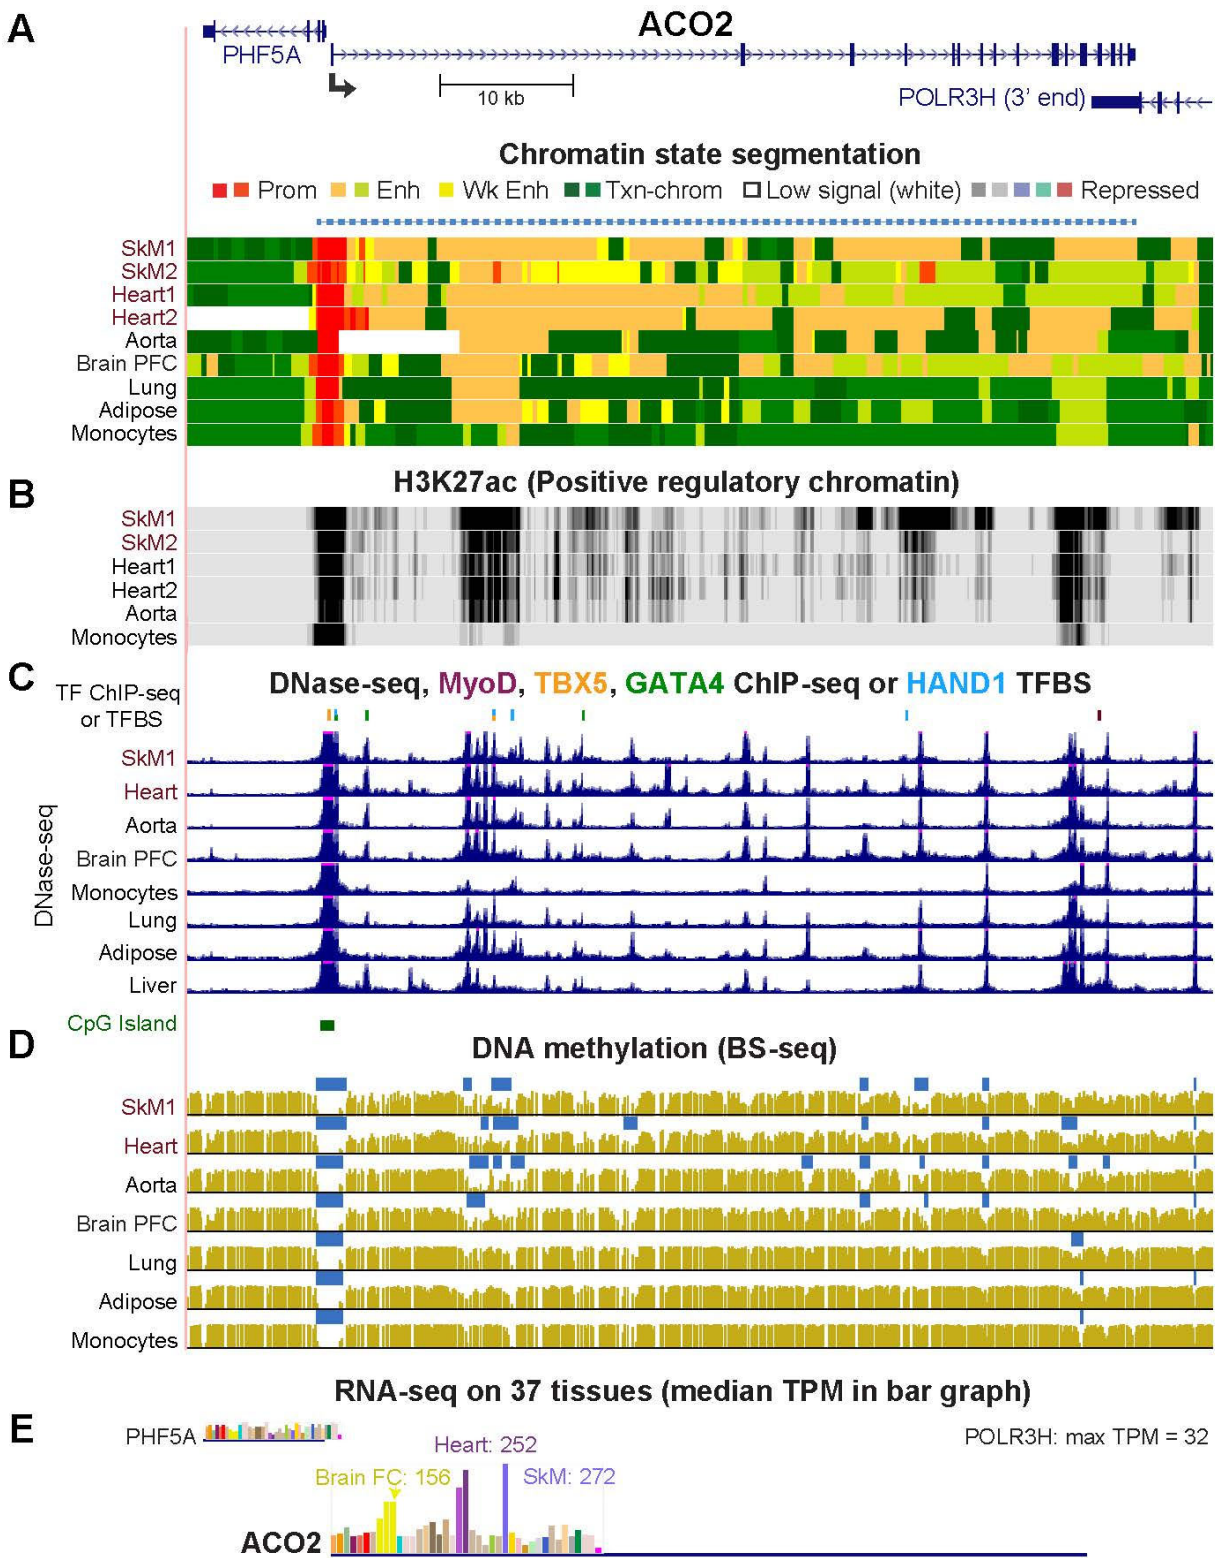 A
ACO2
PHF5A
10 kb
POLR3H (3' end)
Chromatin state segmentation
Prom Enh Wk Enh Txn-chrom Low signal (white) Repressed
SkM1
SkM2
Heart1
Heart2
Aorta
Brain PFC
Lung
Adipose
Monocytes
B
H3K27ac (Positive regulatory chromatin)
SkM1
SkM2
Heart1
Heart2
Aorta
Monocytes
C
DNase-seq, MyoD, TBX5, GATA4 ChIP-seq or HAND1 TFBS
TF ChIP-seq
or TFBS
DNase-seq
SkM1
Heart
Aorta
Brain PFC
Monocytes
Lung
Adipose
Liver
CpG Island
D
DNA methylation (BS-seq)
SkM1
Heart
Aorta
Brain PFC
Lung
Adipose
Monocytes
RNA-seq on 37 tissues (median TPM in bar graph)
E
PHF5A
POLR3H: max TPM = 32
Heart: 252
Brain FC: 156
SkM: 272
ACO2